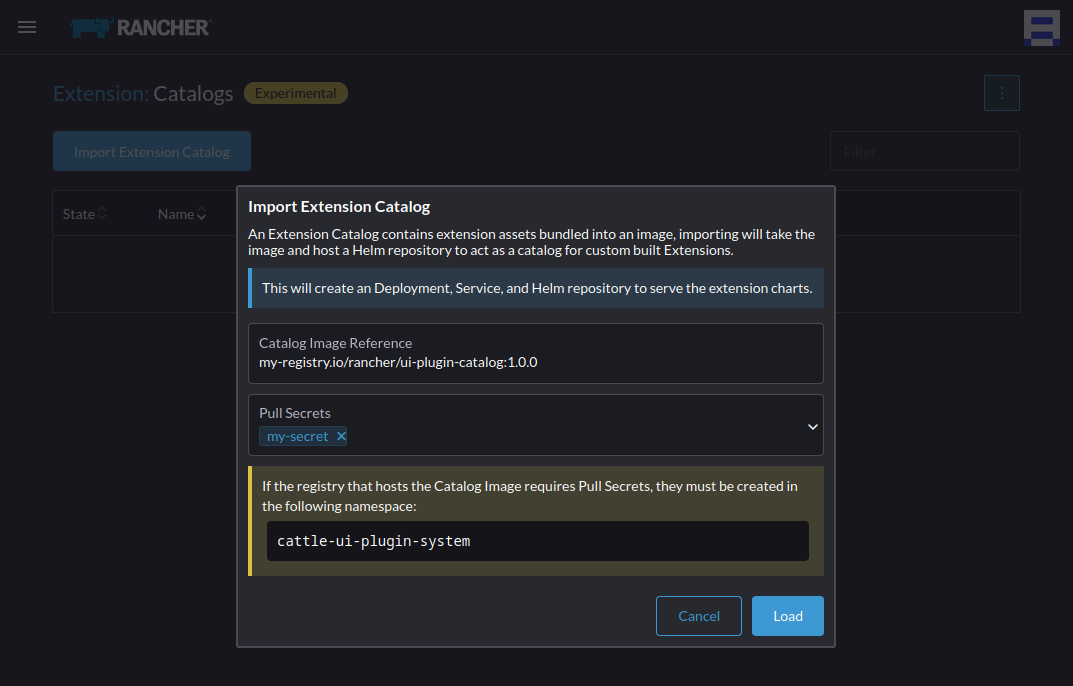 RANCHER
Extension: Catalogs Experimental
Import Extension Catalog
Filter
State Name
Import Extension Catalog
An Extension Catalog contains extension assets bundled into an image, importing will take the
image and host a Helm repository to act as a catalog for custom built Extensions.
This will create an Deployment, Service, and Helm repository to serve the extension charts.
Catalog Image Reference
my-registry.io/rancher/ui-plugin-catalog:1.0.0
Pull Secrets
my-secret
If the registry that hosts the Catalog Image requires Pull Secrets, they must be created in
the following namespace:
cattle-ui-plugin-system
Cancel Load